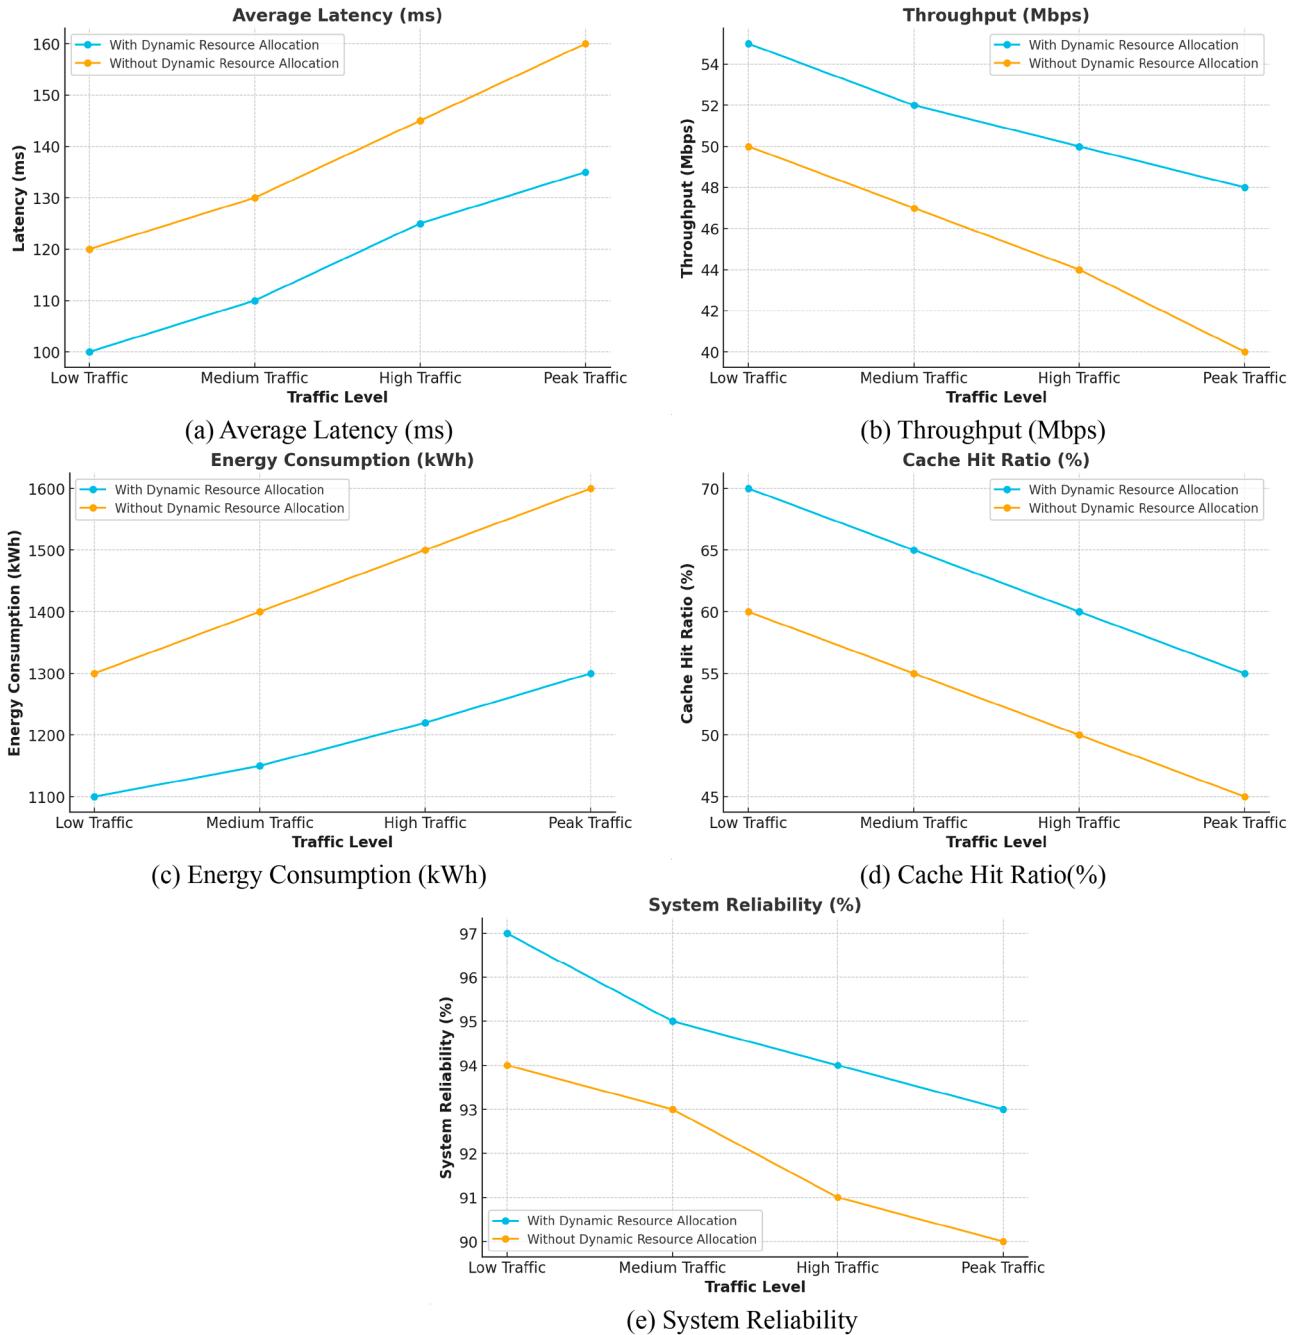 Average Latency (ms)
With Dynamic Resource Allocation
Without Dynamic Resource Allocation
Latency (ms)
160
150
140
130
120
110
100
Low Traffic
Medium Traffic
High Traffic
Peak Traffic
Traffic Level
(a) Average Latency (ms)
Throughput (Mbps)
With Dynamic Resource Allocation
Without Dynamic Resource Allocation
Throughput (Mbps)
54
52
50
48
46
44
42
40
Low Traffic
Medium Traffic
High Traffic
Peak Traffic
Traffic Level
(b) Throughput (Mbps)
Energy Consumption (kWh)
With Dynamic Resource Allocation
Without Dynamic Resource Allocation
Energy Consumption (kWh)
1600
1500
1400
1300
1200
1100
Low Traffic
Medium Traffic
High Traffic
Peak Traffic
Traffic Level
(c) Energy Consumption (kWh)
Cache Hit Ratio (%)
With Dynamic Resource Allocation
Without Dynamic Resource Allocation
Cache Hit Ratio (%)
70
65
60
55
50
45
Low Traffic
Medium Traffic
High Traffic
Peak Traffic
Traffic Level
(d) Cache Hit Ratio(%)
System Reliability (%)
System Reliability (%)
97
96
95
94
93
92
91
90
With Dynamic Resource Allocation
Without Dynamic Resource Allocation
Low Traffic
Medium Traffic
High Traffic
Peak Traffic
Traffic Level
(e) System Reliability